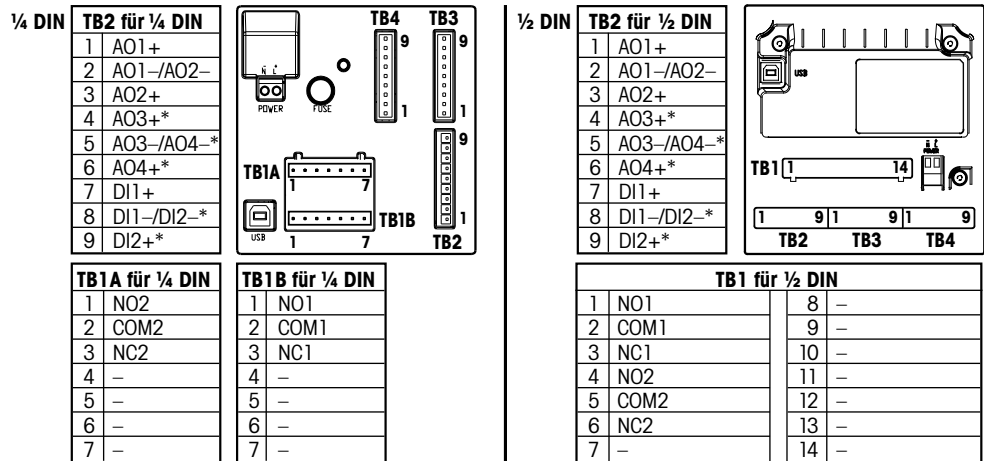 ¼ DIN
TB2 für ¼ DIN
1 AO1+
2 AO1–/AO2–
3 AO2+
4 AO3+*
5 AO3–/AO4–*
6 AO4+*
7 DI1+
8 DI1–/DI2–*
9 DI2+*
TB4 TB3
9 9
N L
POWER FUSE
1 1
9
TB1A
1 7
TB1B
USB 1 7
1
TB2
TB1A für ¼ DIN
1 NO2
2 COM2
3 NC2
4 –
5 –
6 –
7 –
TB1B für ¼ DIN
1 NO1
2 COM1
3 NC1
4 –
5 –
6 –
7 –
½ DIN
TB2 für ½ DIN
1 AO1+
2 AO1–/AO2–
3 AO2+
4 AO3+*
5 AO3–/AO4–*
6 AO4+*
7 DI1+
8 DI1–/DI2–*
9 DI2+*
USB
N L
POWER
TB1 1 14
1 9 1 9 1 9
TB2 TB3 TB4
TB1 für ½ DIN
1 NO1 8 –
2 COM1 9 –
3 NC1 10 –
4 NO2 11 –
5 COM2 12 –
6 NC2 13 –
7 – 14 –